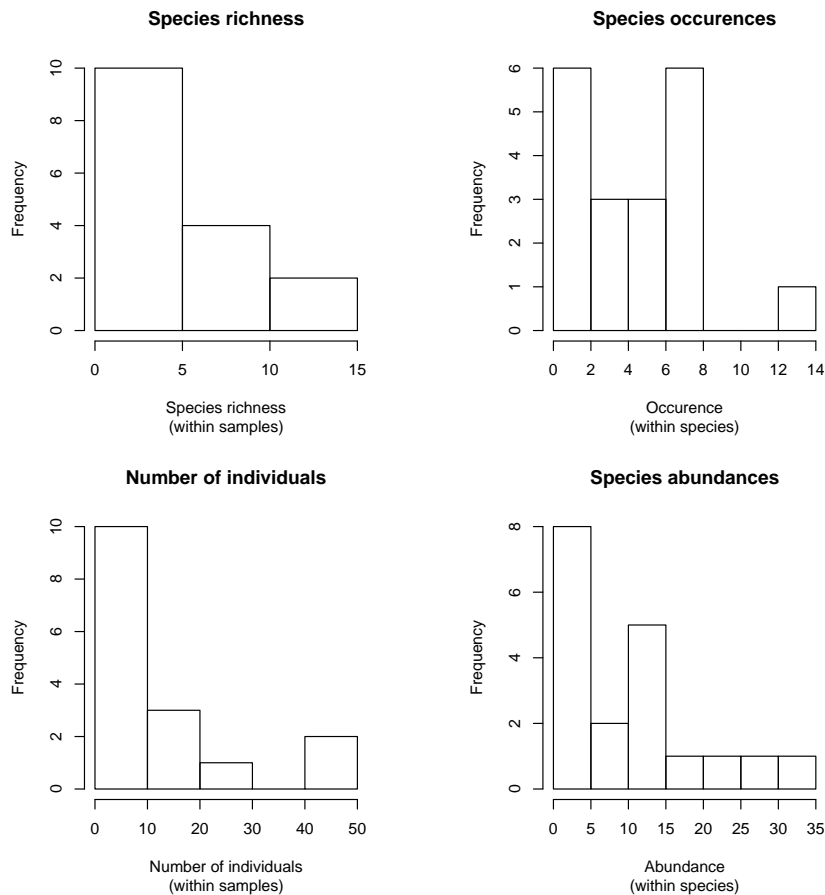 Species richness
Frequency
10
8
6
4
2
0
0 5 10 15
Species richness
(within samples)
Species occurences
Frequency
6
5
4
3
2
1
0
0 2 4 6 8 10 12 14
Occurence
(within species)
Number of individuals
Frequency
10
8
6
4
2
0
0 10 20 30 40 50
Number of individuals
(within samples)
Species abundances
Frequency
8
6
4
2
0
0 5 10 15 20 25 30 35
Abundance
(within species)